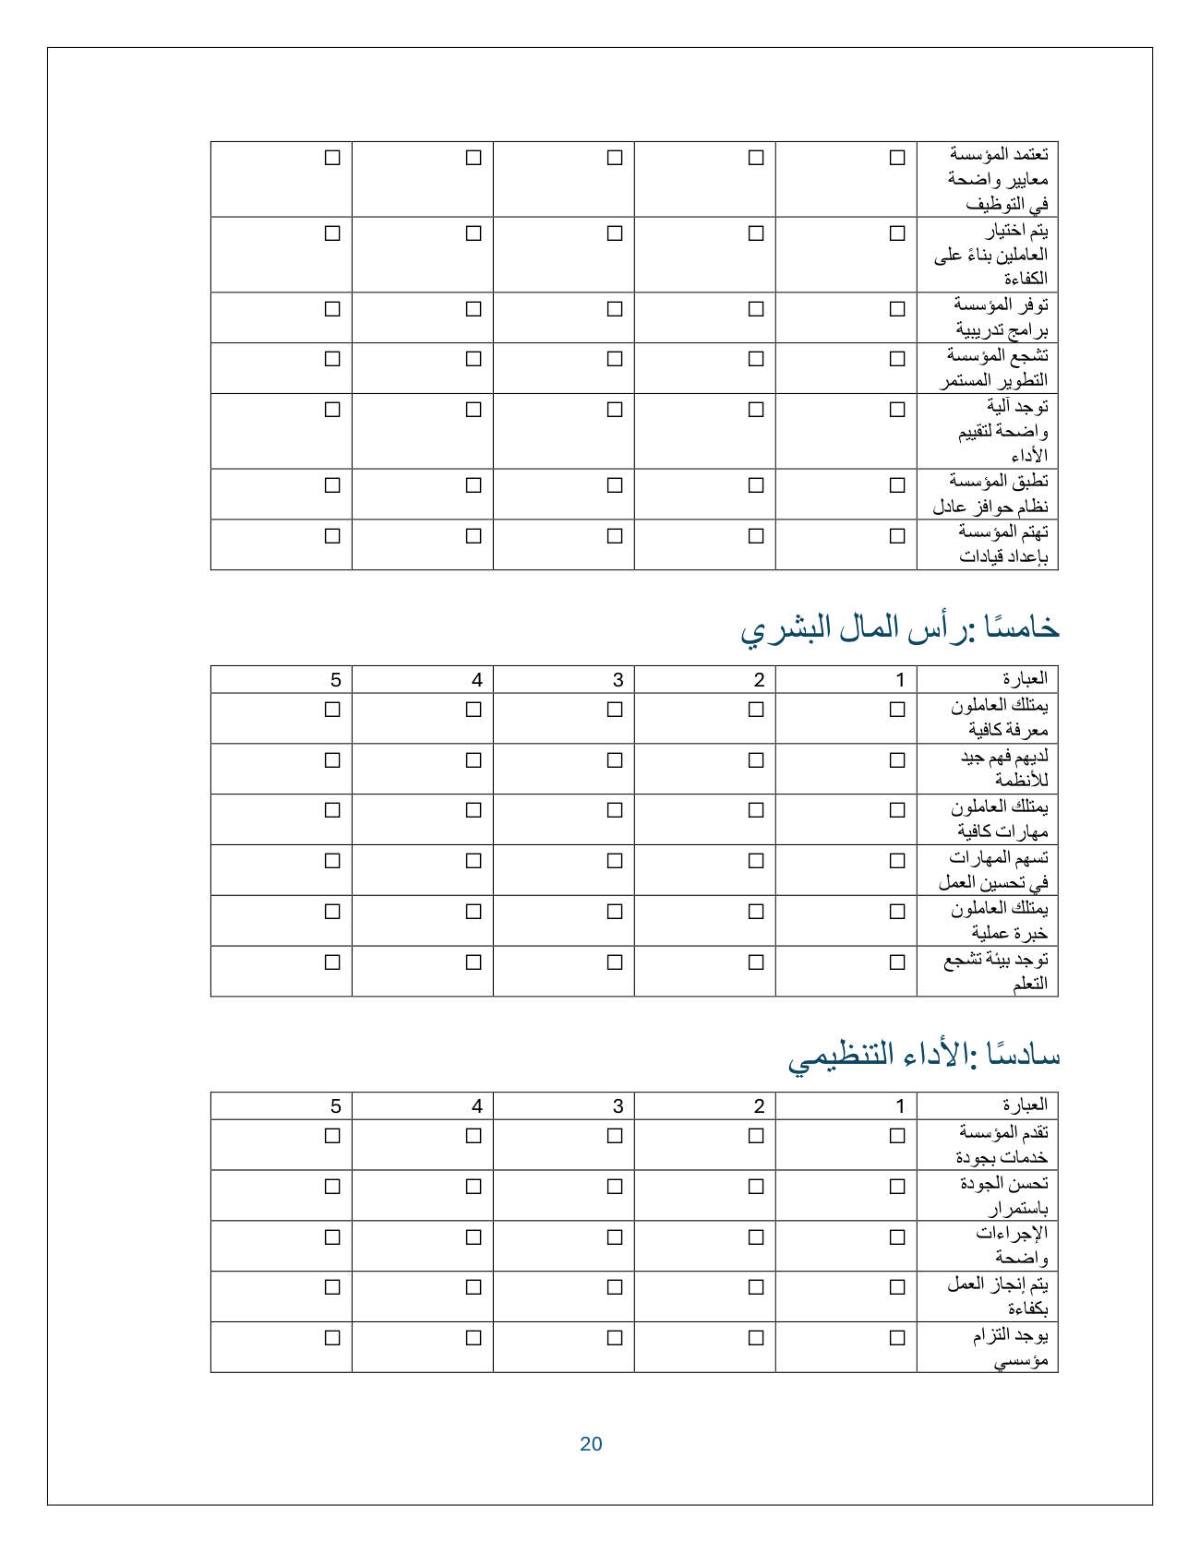 تعتمد المؤسسة ☐ ☐ ☐ ☐ ☐
معايير واضحة
في التوظيف
يتم اختيار ☐ ☐ ☐ ☐ ☐
العاملين بناءً على
الكفاءة
توفر المؤسسة ☐ ☐ ☐ ☐ ☐
برامج تدريبية
تشجع المؤسسة ☐ ☐ ☐ ☐ ☐
التطوير المستمر
توجد آلية ☐ ☐ ☐ ☐ ☐
واضحة لتقييم
الأداء
تطبق المؤسسة ☐ ☐ ☐ ☐ ☐
نظام حوافز عادل
تهتم المؤسسة ☐ ☐ ☐ ☐ ☐
بإعداد قيادات
خامسًا :رأس المال البشري
العبارة 1 2 3 4 5
يمتلك العاملون ☐ ☐ ☐ ☐ ☐
معرفة كافية
لديهم فهم جيد ☐ ☐ ☐ ☐ ☐
للأنظمة
يمتلك العاملون ☐ ☐ ☐ ☐ ☐
مهارات كافية
تسهم المهارات ☐ ☐ ☐ ☐ ☐
في تحسين العمل
يمتلك العاملون ☐ ☐ ☐ ☐ ☐
خبرة عملية
توجد بيئة تشجع ☐ ☐ ☐ ☐ ☐
التعلم
سادسًا :الأداء التنظيمي
العبارة 1 2 3 4 5
تقدم المؤسسة ☐ ☐ ☐ ☐ ☐
خدمات بجودة
تحسن الجودة ☐ ☐ ☐ ☐ ☐
باستمرار
الإجراءات ☐ ☐ ☐ ☐ ☐
واضحة
يتم إنجاز العمل ☐ ☐ ☐ ☐ ☐
بكفاءة
يوجد التزام ☐ ☐ ☐ ☐ ☐
مؤسسي
20